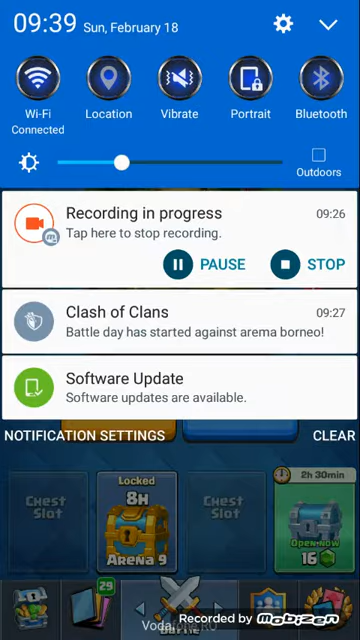 09:39 Sun, February 18
Wi-Fi
Connected
Location
Vibrate
Portrait
Bluetooth
Outdoors
Recording in progress 09:26
Tap here to stop recording.
PAUSE STOP
Clash of Clans 09:27
Battle day has started against arema borneo!
Software Update
Software updates are available.
NOTIFICATION SETTINGS CLEAR
Chest
Slot
Locked
8H
Arena 9
Chest
Slot
2h 30min
Open now
16
29
Recorded by mobizen